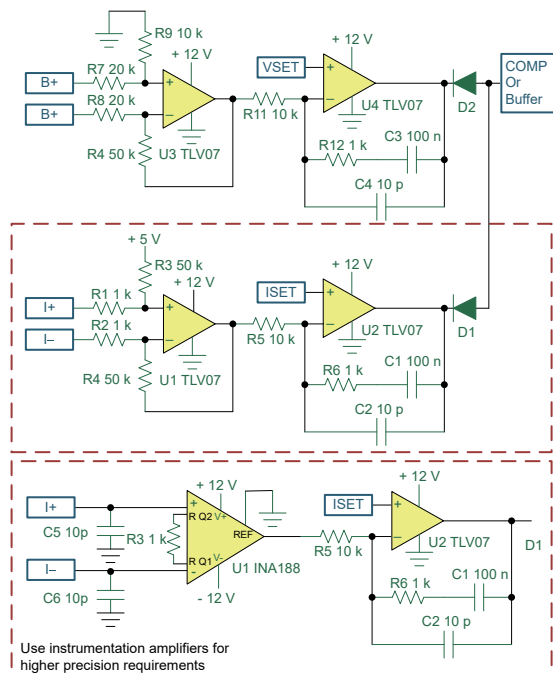 R9 10 k
+ 12 V
+ 12 V
VSET
COMP
Or
Buffer
B+
R7 20 k
+
+
B+
R8 20 k
−
−
R11 10 k
U4 TLV07
D2
R4 50 k
U3 TLV07
R12 1 k
C3 100 n
C4 10 p
+ 5 V
R3 50 k
+ 12 V
+ 12 V
ISET
I+
R1 1 k
+
+
I−
R2 1 k
−
−
R5 10 k
U2 TLV07
D1
R4 50 k
U1 TLV07
R6 1 k
C1 100 n
C2 10 p
+ 12 V
+ 12 V
ISET
I+
+
R Q2 V+
+
C5 10p
R3 1 k
REF
−
R5 10 k
U2 TLV07
D1
I−
R Q1 V-
-
U1 INA188
C6 10p
- 12 V
R6 1 k
C1 100 n
C2 10 p
Use instrumentation amplifiers for
higher precision requirements